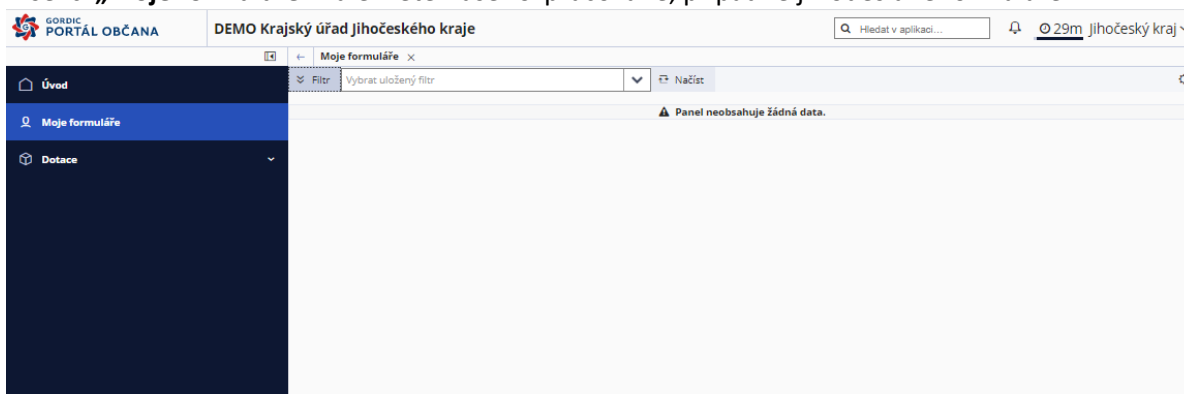 GORDIC
PORTÁL OBČANA
DEMO Krajský úřad Jihočeského kraje
Hledat v aplikaci...
29m Jihočeský kraj
← Moje formuláře ×
Filtr Vybrat uložený filtr Načíst
Úvod
Panel neobsahuje žádná data.
Moje formuláře
Dotace